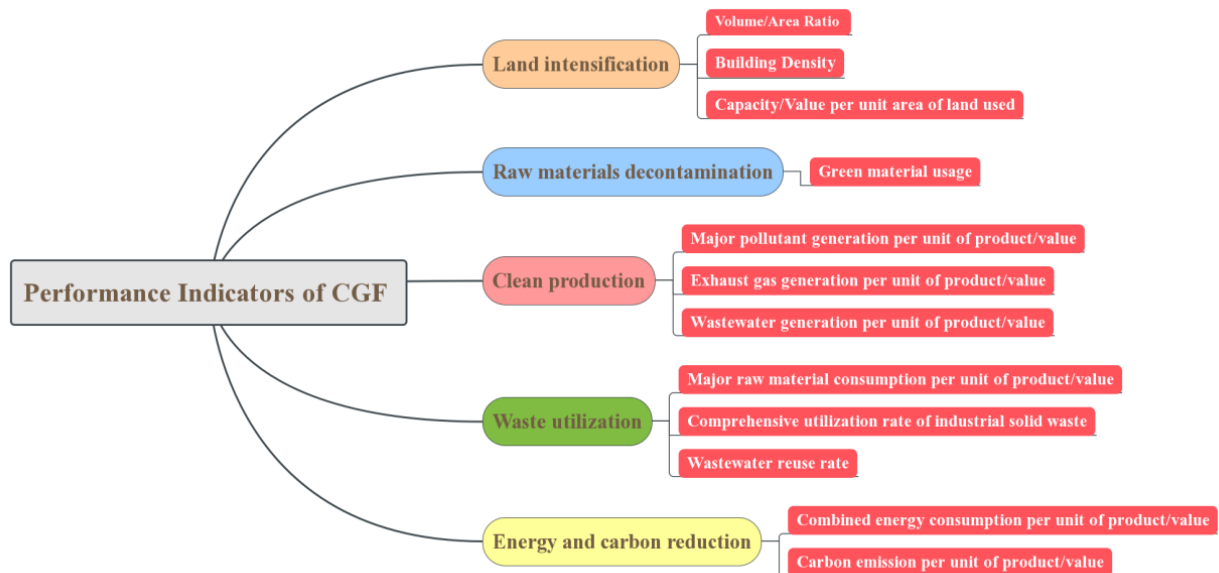 Performance Indicators of CGF
Land intensification
Volume/Area Ratio
Building Density
Capacity/Value per unit area of land used
Raw materials decontamination
Green material usage
Clean production
Major pollutant generation per unit of product/value
Exhaust gas generation per unit of product/value
Wastewater generation per unit of product/value
Waste utilization
Major raw material consumption per unit of product/value
Comprehensive utilization rate of industrial solid waste
Wastewater reuse rate
Energy and carbon reduction
Combined energy consumption per unit of product/value
Carbon emission per unit of product/value